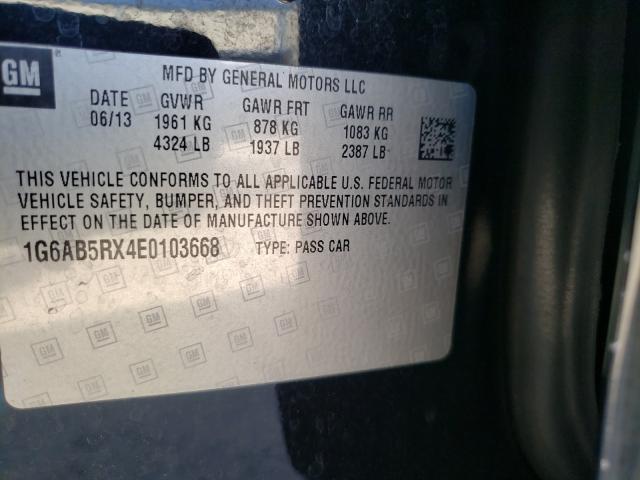 GM
MFD BY GENERAL MOTORS LLC
DATE GVWR GAWR FRT GAWR RR
06/13 1961 KG 878 KG 1083 KG
4324 LB 1937 LB 2387 LB
THIS VEHICLE CONFORMS TO ALL APPLICABLE U.S. FEDERAL MOTOR
VEHICLE SAFETY, BUMPER, AND THEFT PREVENTION STANDARDS IN
EFFECT ON THE DATE OF MANUFACTURE SHOWN ABOVE.
1G6AB5RX4E0103668 TYPE: PASS CAR